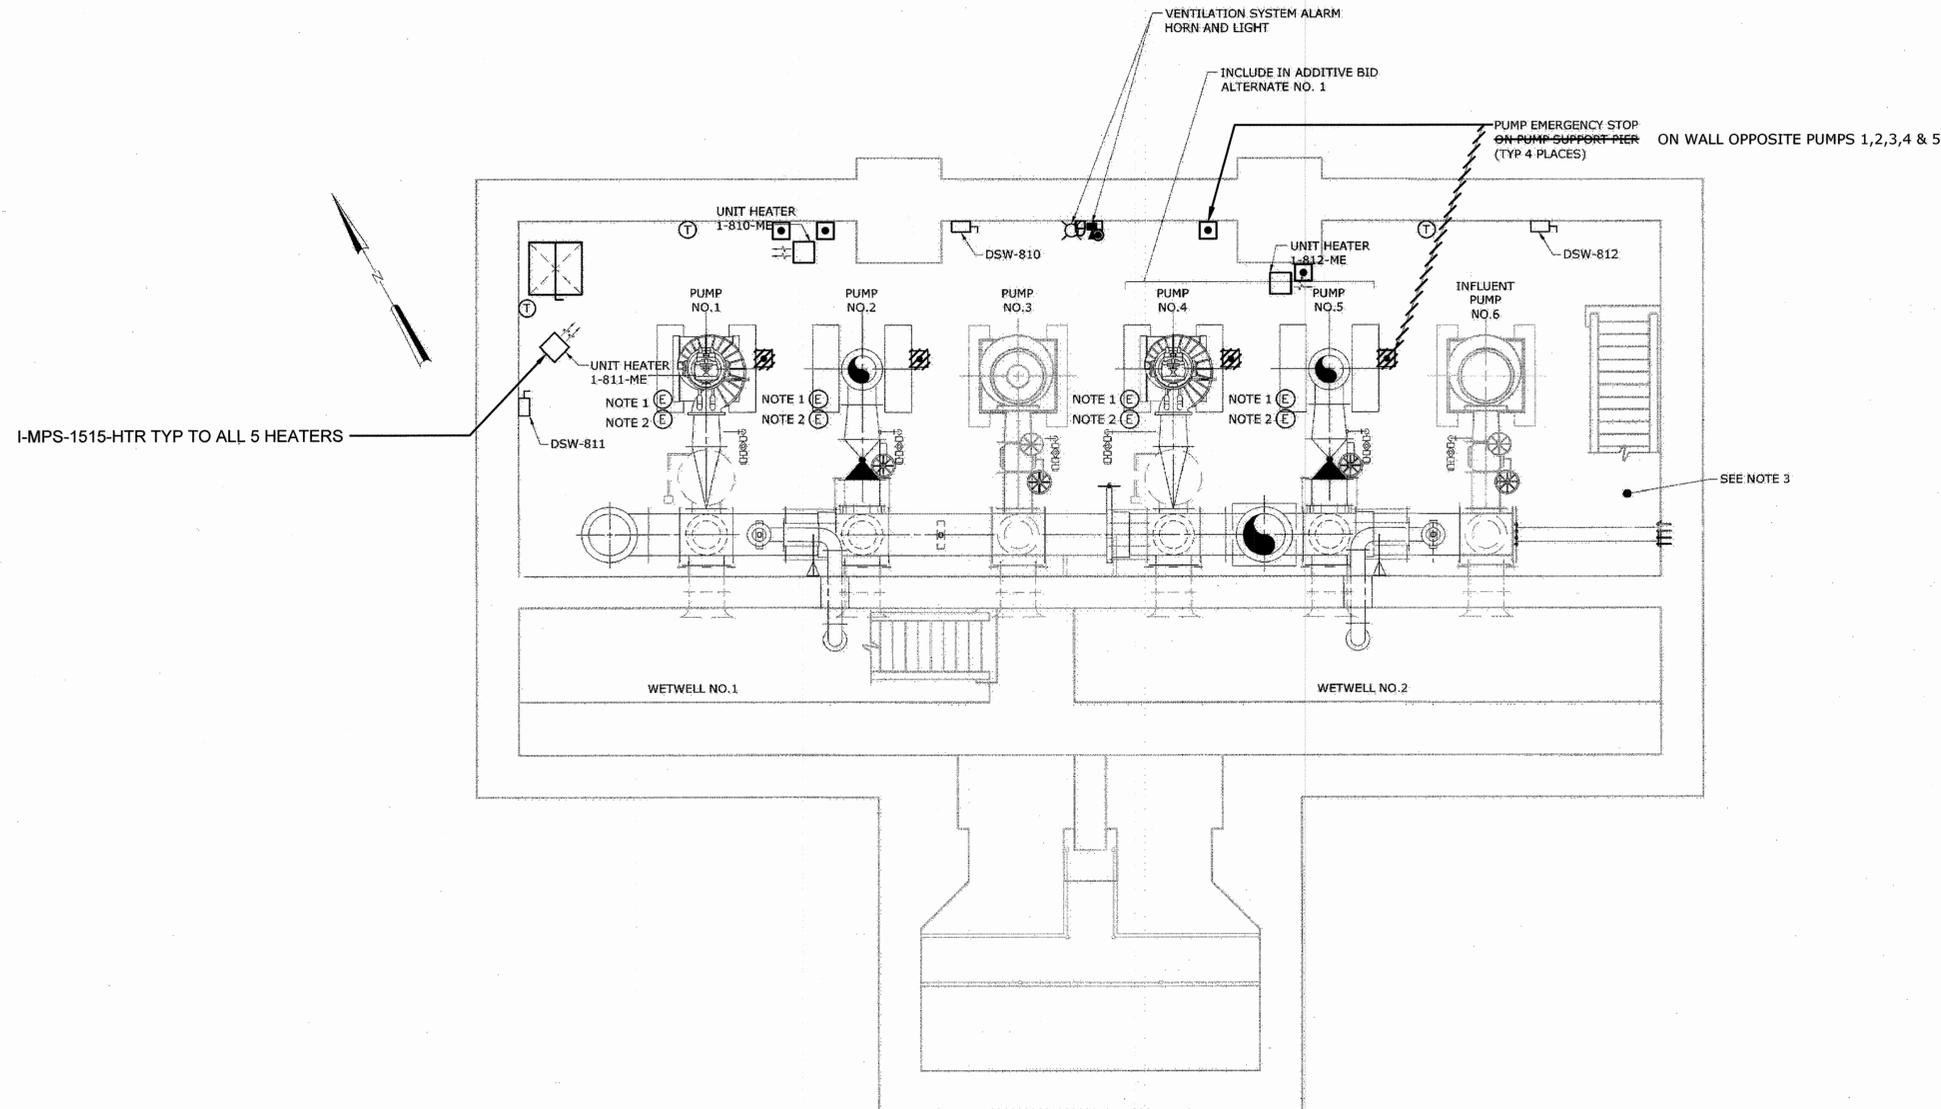 VENTILATION SYSTEM ALARM
HORN AND LIGHT
INCLUDE IN ADDITIVE BID
ALTERNATE NO. 1
PUMP EMERGENCY STOP
ON PUMP SUPPORT PIER
(TYP 4 PLACES)
ON WALL OPPOSITE PUMPS 1,2,3,4 & 5
UNIT HEATER
1-810-ME
T
DSW-810
T
UNIT HEATER
1-812-ME
DSW-812
T
PUMP
NO.1
PUMP
NO.2
PUMP
NO.3
PUMP
NO.4
PUMP
NO.5
INFLUENT
PUMP
NO.6
N
UNIT HEATER
1-811-ME
NOTE 1 E
NOTE 2 E
NOTE 1 E
NOTE 2 E
NOTE 1 E
NOTE 2 E
NOTE 1 E
NOTE 2 E
I-MPS-1515-HTR TYP TO ALL 5 HEATERS
DSW-811
SEE NOTE 3
WETWELL NO.1
WETWELL NO.2